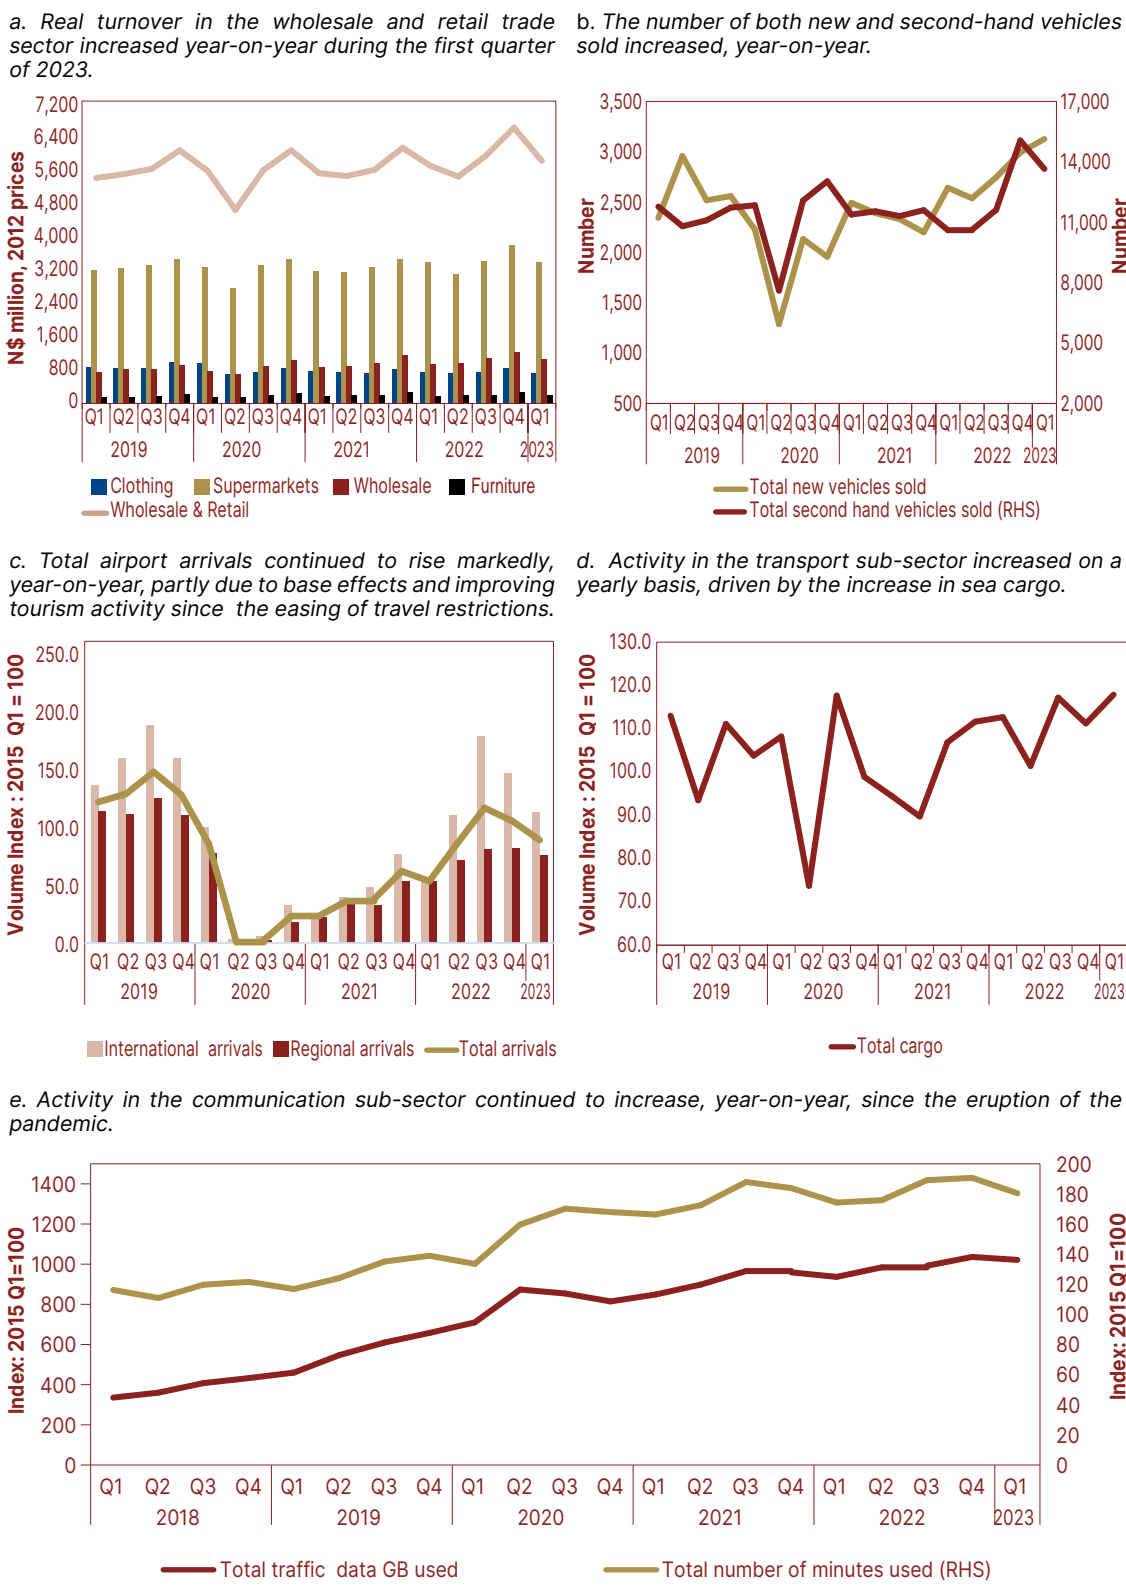 a. Real turnover in the wholesale and retail trade
sector increased year-on-year during the first quarter
of 2023.
N$ million, 2012 prices
7,200
6,400
5,600
4,800
4,000
3,200
2,400
1,600
800
0
Q1 Q2 Q3 Q4 Q1 Q2 Q3 Q4 Q1 Q2 Q3 Q4 Q1 Q2 Q3 Q4 Q1
2019 2020 2021 2022 2023
Clothing Supermarkets Wholesale Furniture
Wholesale & Retail
b. The number of both new and second-hand vehicles
sold increased, year-on-year.
Number
3,500
3,000
2,500
2,000
1,500
1,000
500
17,000
14,000
11,000
8,000
5,000
2,000
Number
Q1 Q2 Q3 Q4 Q1 Q2 Q3 Q4 Q1 Q2 Q3 Q4 Q1 Q2 Q3 Q4 Q1
2019 2020 2021 2022 2023
Total new vehicles sold
Total second hand vehicles sold (RHS)
c. Total airport arrivals continued to rise markedly,
year-on-year, partly due to base effects and improving
tourism activity since the easing of travel restrictions.
Volume Index : 2015 Q1 = 100
250.0
200.0
150.0
100.0
50.0
0.0
Q1 Q2 Q3 Q4 Q1 Q2 Q3 Q4 Q1 Q2 Q3 Q4 Q1 Q2 Q3 Q4 Q1
2019 2020 2021 2022 2023
International arrivals Regional arrivals Total arrivals
d. Activity in the transport sub-sector increased on a
yearly basis, driven by the increase in sea cargo.
Volume Index : 2015 Q1 = 100
130.0
120.0
110.0
100.0
90.0
80.0
70.0
60.0
Q1 Q2 Q3 Q4 Q1 Q2 Q3 Q4 Q1 Q2 Q3 Q4 Q1 Q2 Q3 Q4 Q1
2019 2020 2021 2022 2023
Total cargo
e. Activity in the communication sub-sector continued to increase, year-on-year, since the eruption of the
pandemic.
Index: 2015 Q1=100
1400
1200
1000
800
600
400
200
0
200
180
160
140
120
100
80
60
40
20
0
Index: 2015 Q1=100
Q1 Q2 Q3 Q4 Q1 Q2 Q3 Q4 Q1 Q2 Q3 Q4 Q1 Q2 Q3 Q4 Q1 Q2 Q3 Q4 Q1
2018 2019 2020 2021 2022 2023
Total traffic data GB used Total number of minutes used (RHS)